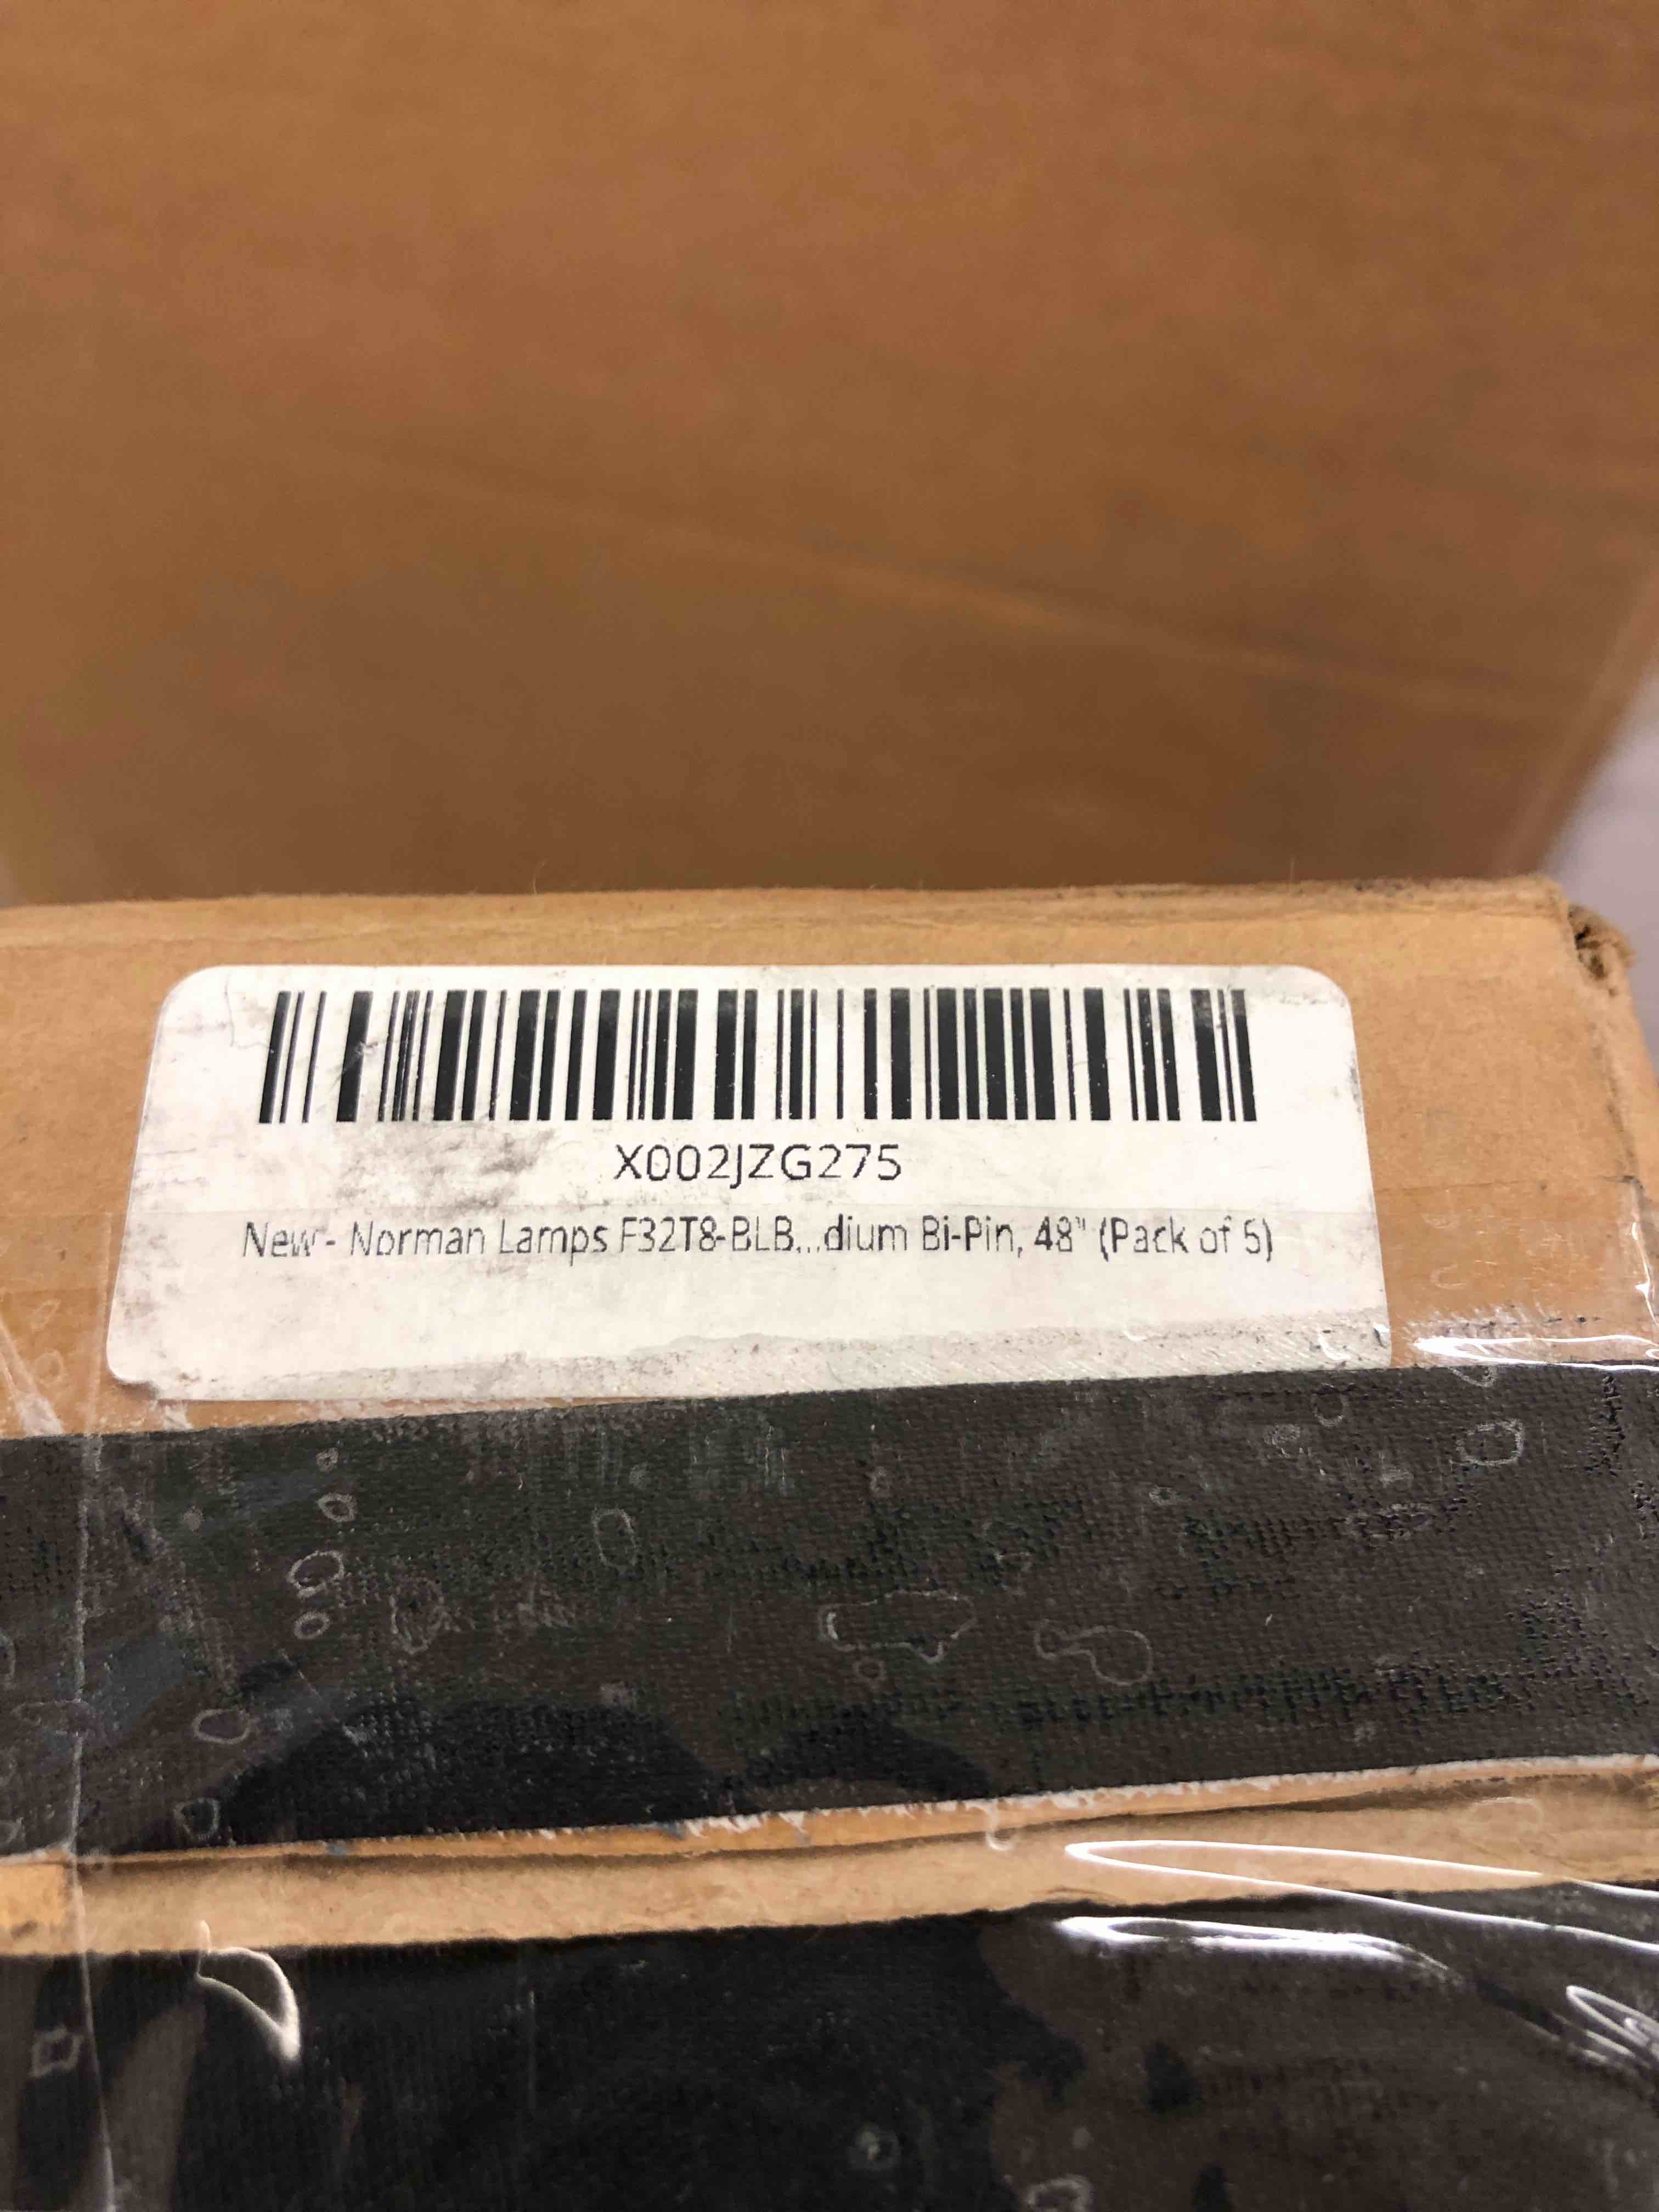 X002JZG275
New - Norman Lamps F32T8-BLB...dium Bi-Pin, 48" (Pack of 5)